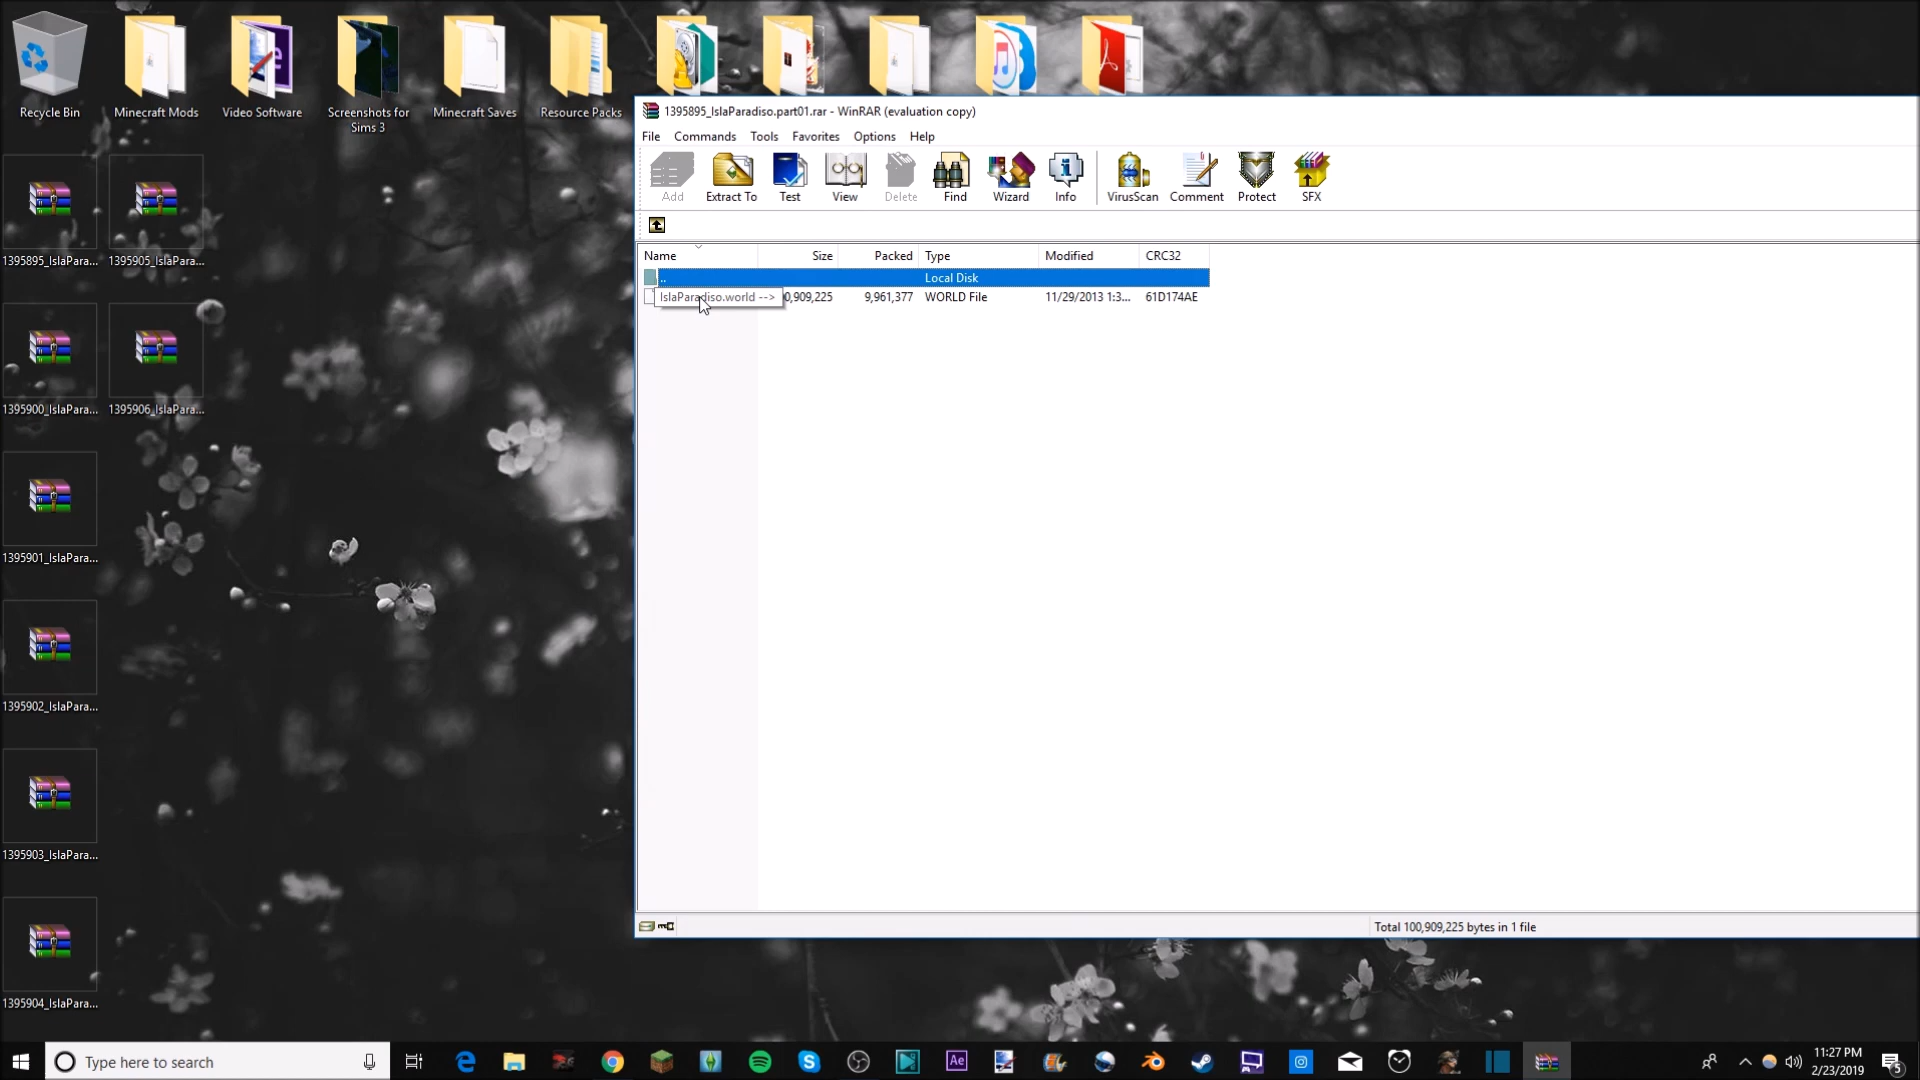 Recycle Bin
Minecraft Mods
Video Software
Screenshots for
Sims 3
Minecraft Saves
Resource Packs
1395895_IslaPara...
1395905_IslaPara...
1395900_IslaPara...
1395906_IslaPara...
1395901_IslaPara...
1395902_IslaPara...
1395903_IslaPara...
1395904_IslaPara...
1395895_IslaParadiso.part01.rar - WinRAR (evaluation copy)
File Commands Tools Favorites Options Help
Add Extract To Test View Delete Find Wizard Info VirusScan Comment Protect SFX
Name Size Packed Type Modified CRC32
.. Local Disk
IslaParadiso.world --> 0,909,225 9,961,377 WORLD File 11/29/2013 1:3... 61D174AE
Total 100,909,225 bytes in 1 file
Type here to search
Ae
11:27 PM
2/23/2019
5